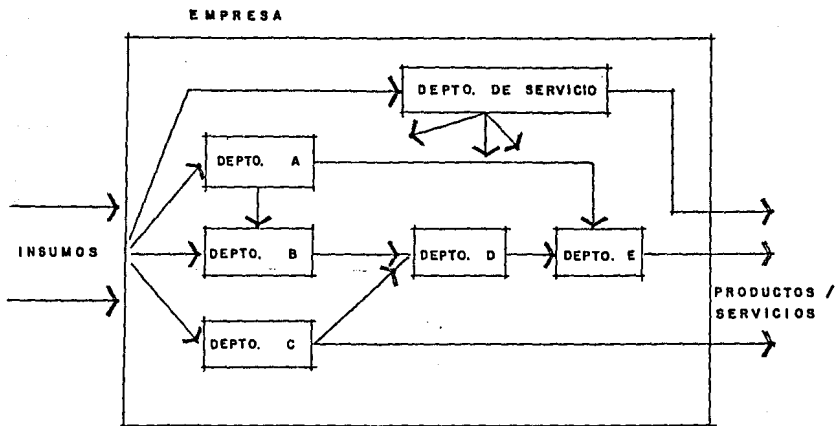 EMPRESA
DEPTO. DE SERVICIO
DEPTO. A
INSUMOS
DEPTO. B
DEPTO. D
DEPTO. E
PRODUCTOS /
SERVICIOS
DEPTO. C